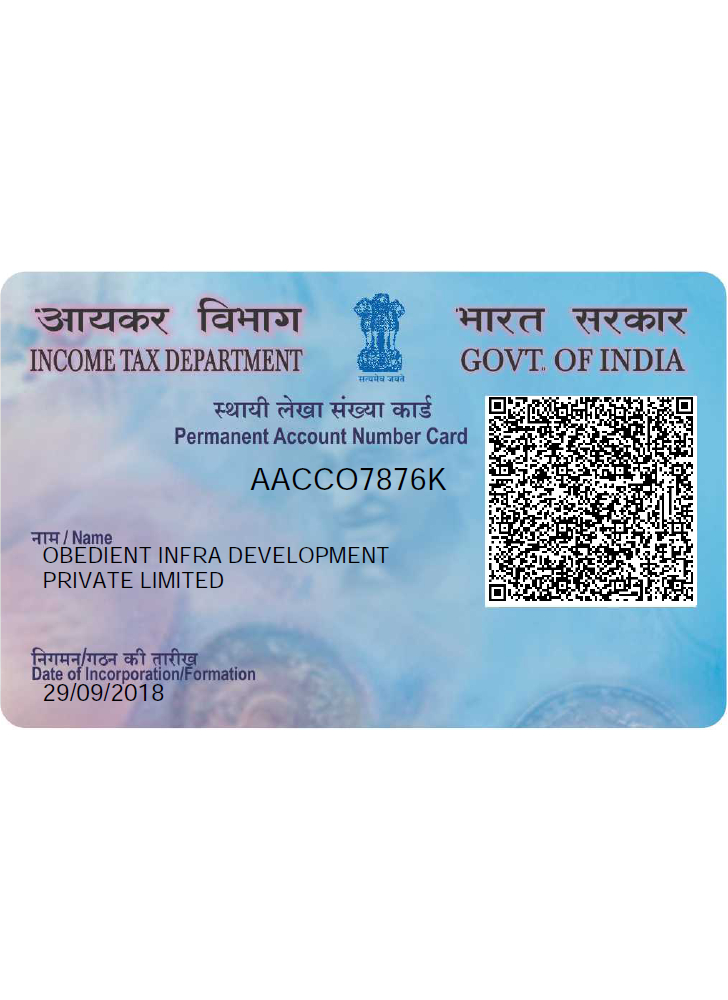 आयकर विभाग
INCOME TAX DEPARTMENT
सत्यमेव जयते
भारत सरकार
GOVT. OF INDIA
स्थायी लेखा संख्या कार्ड
Permanent Account Number Card
AACCO7876K
नाम / Name
OBEDIENT INFRA DEVELOPMENT
PRIVATE LIMITED
निगमन/गठन की तारीख
Date of Incorporation/Formation
29/09/2018